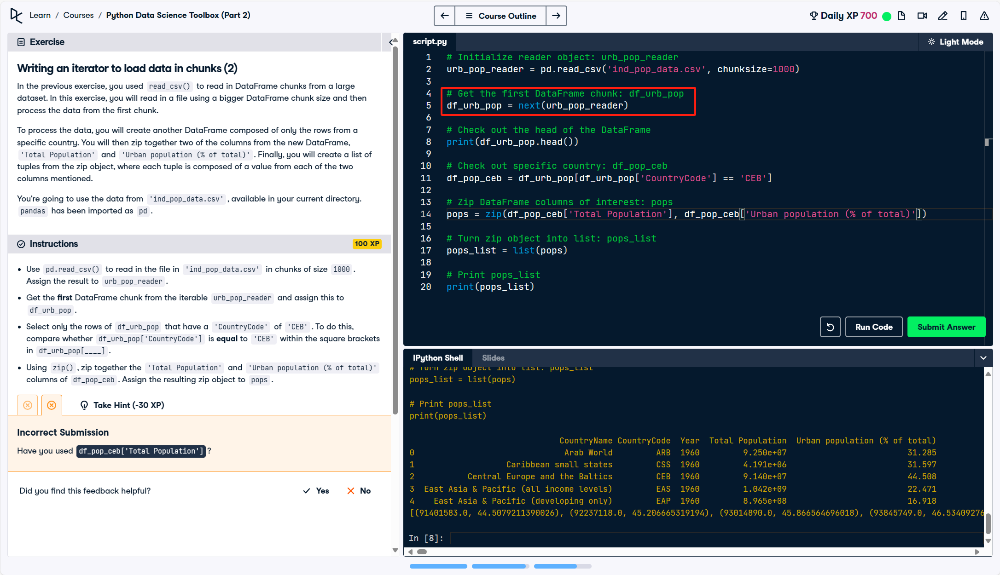 Learn / Courses / Python Data Science Toolbox (Part 2)
Course Outline
Daily XP 700
Exercise
Writing an iterator to load data in chunks (2)
In the previous exercise, you used read_csv() to read in DataFrame chunks from a large
dataset. In this exercise, you will read in a file using a bigger DataFrame chunk size and then
process the data from the first chunk.
To process the data, you will create another DataFrame composed of only the rows from a
specific country. You will then zip together two of the columns from the new DataFrame,
'Total Population' and 'Urban population (% of total)'. Finally, you will create a list of
tuples from the zip object, where each tuple is composed of a value from each of the two
columns mentioned.
You're going to use the data from 'ind_pop_data.csv', available in your current directory.
pandas has been imported as pd.
Instructions
100 XP
• Use pd.read_csv() to read in the file in 'ind_pop_data.csv' in chunks of size 1000.
Assign the result to urb_pop_reader.
• Get the first DataFrame chunk from the iterable urb_pop_reader and assign this to
df_urb_pop.
• Select only the rows of df_urb_pop that have a 'CountryCode' of 'CEB'. To do this,
compare whether df_urb_pop['CountryCode'] is equal to 'CEB' within the square brackets
in df_urb_pop[____].
• Using zip(), zip together the 'Total Population' and 'Urban population (% of total)'
columns of df_pop_ceb. Assign the resulting zip object to pops.
Take Hint (-30 XP)
Incorrect Submission
Have you used df_pop_ceb['Total Population']?
Did you find this feedback helpful?
Yes
No
script.py
Light Mode
1 # Initialize reader object: urb_pop_reader
2 urb_pop_reader = pd.read_csv('ind_pop_data.csv', chunksize=1000)
3
4 # Get the first DataFrame chunk: df_urb_pop
5 df_urb_pop = next(urb_pop_reader)
6
7 # Check out the head of the DataFrame
8 print(df_urb_pop.head())
9
10 # Check out specific country: df_pop_ceb
11 df_pop_ceb = df_urb_pop[df_urb_pop['CountryCode'] == 'CEB']
12
13 # Zip DataFrame columns of interest: pops
14 pops = zip(df_pop_ceb['Total Population'], df_pop_ceb['Urban population (% of total)'])
15
16 # Turn zip object into list: pops_list
17 pops_list = list(pops)
18
19 # Print pops_list
20 print(pops_list)
Run Code
Submit Answer
IPython Shell
Slides
# Turn zip object into list: pops_list
pops_list = list(pops)
# Print pops_list
print(pops_list)
CountryName CountryCode Year Total Population Urban population (% of total)
0 Arab World ARB 1960 9.250e+07 31.285
1 Caribbean small states CSS 1960 4.191e+06 31.597
2 Central Europe and the Baltics CEB 1960 9.140e+07 44.508
3 East Asia & Pacific (all income levels) EAS 1960 1.042e+09 22.471
4 East Asia & Pacific (developing only) EAP 1960 8.965e+08 16.918
[(91401583.0, 44.5079211390026), (92237118.0, 45.206665319194), (93014890.0, 45.866564696018), (93845749.0, 46.53409276
In [8]: